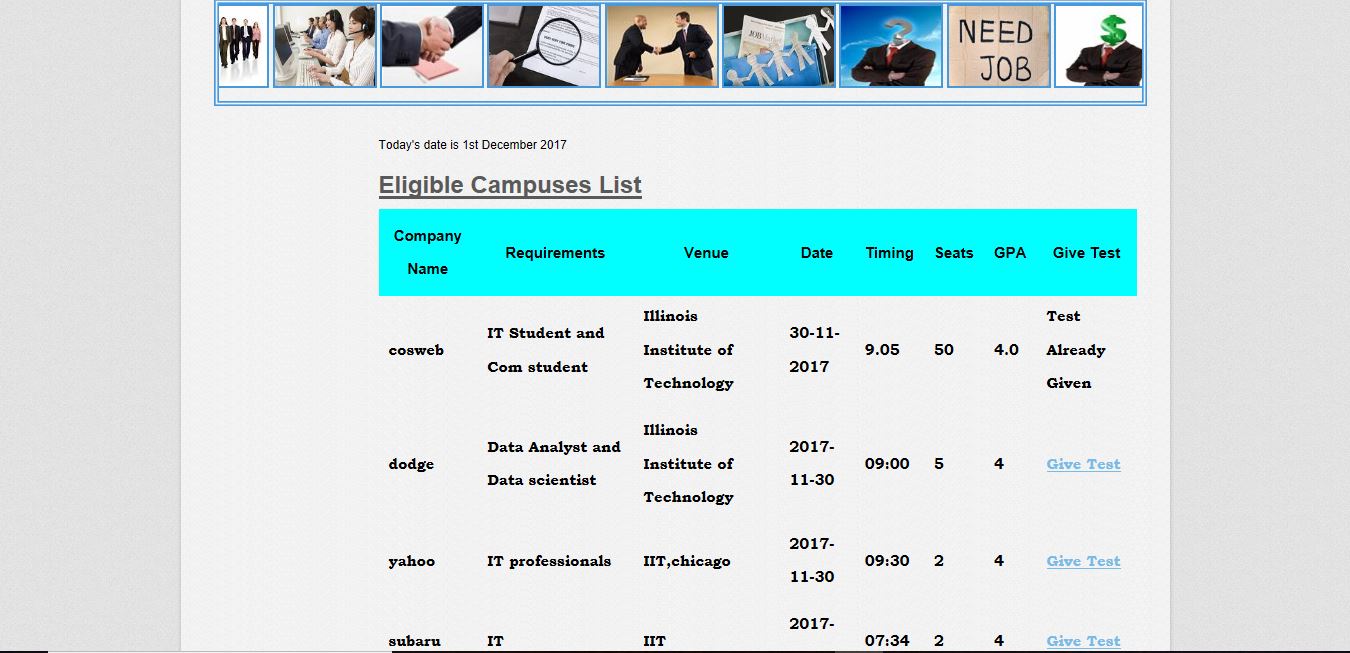 JOB
NEED
JOB
Today's date is 1st December 2017
Eligible Campuses List
Company Name Requirements Venue Date Timing Seats GPA Give Test
cosweb IT Student and Com student Illinois Institute of Technology 30-11-2017 9.05 50 4.0 Test Already Given
dodge Data Analyst and Data scientist Illinois Institute of Technology 2017-11-30 09:00 5 4 Give Test
yahoo IT professionals IIT,chicago 2017-11-30 09:30 2 4 Give Test
subaru IT IIT 2017- 07:34 2 4 Give Test